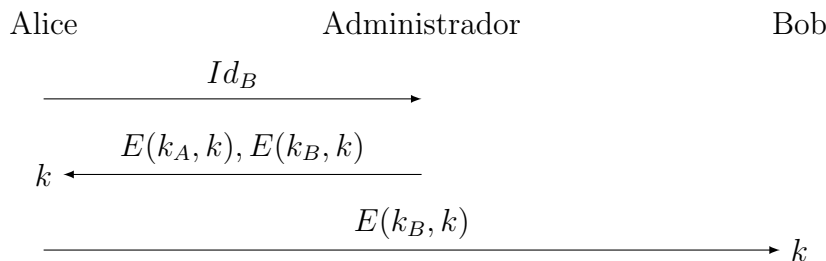 Alice Administrador Bob
Id_B
E(k_A, k), E(k_B, k)
k
E(k_B, k)
k